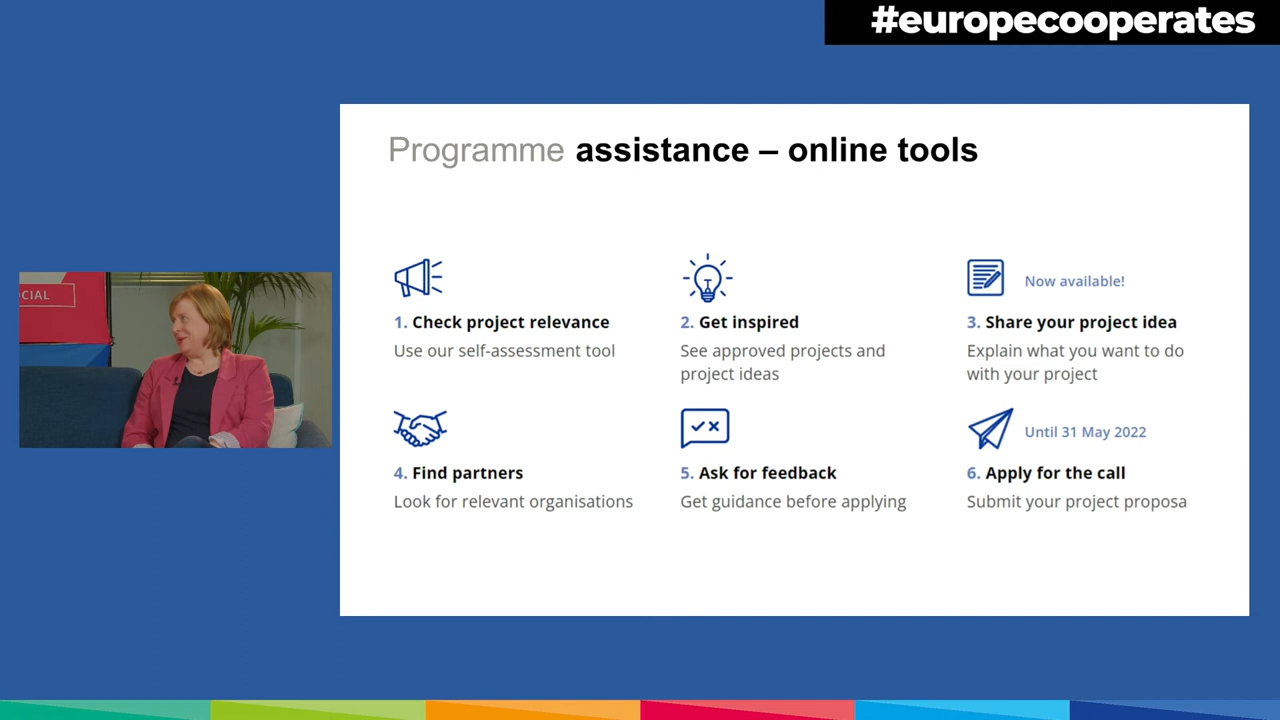 #europecooperates
Programme assistance – online tools
Now available!
1. Check project relevance
Use our self-assessment tool
2. Get inspired
See approved projects and
project ideas
3. Share your project idea
Explain what you want to do
with your project
Until 31 May 2022
4. Find partners
Look for relevant organisations
5. Ask for feedback
Get guidance before applying
6. Apply for the call
Submit your project proposa
OCIAL